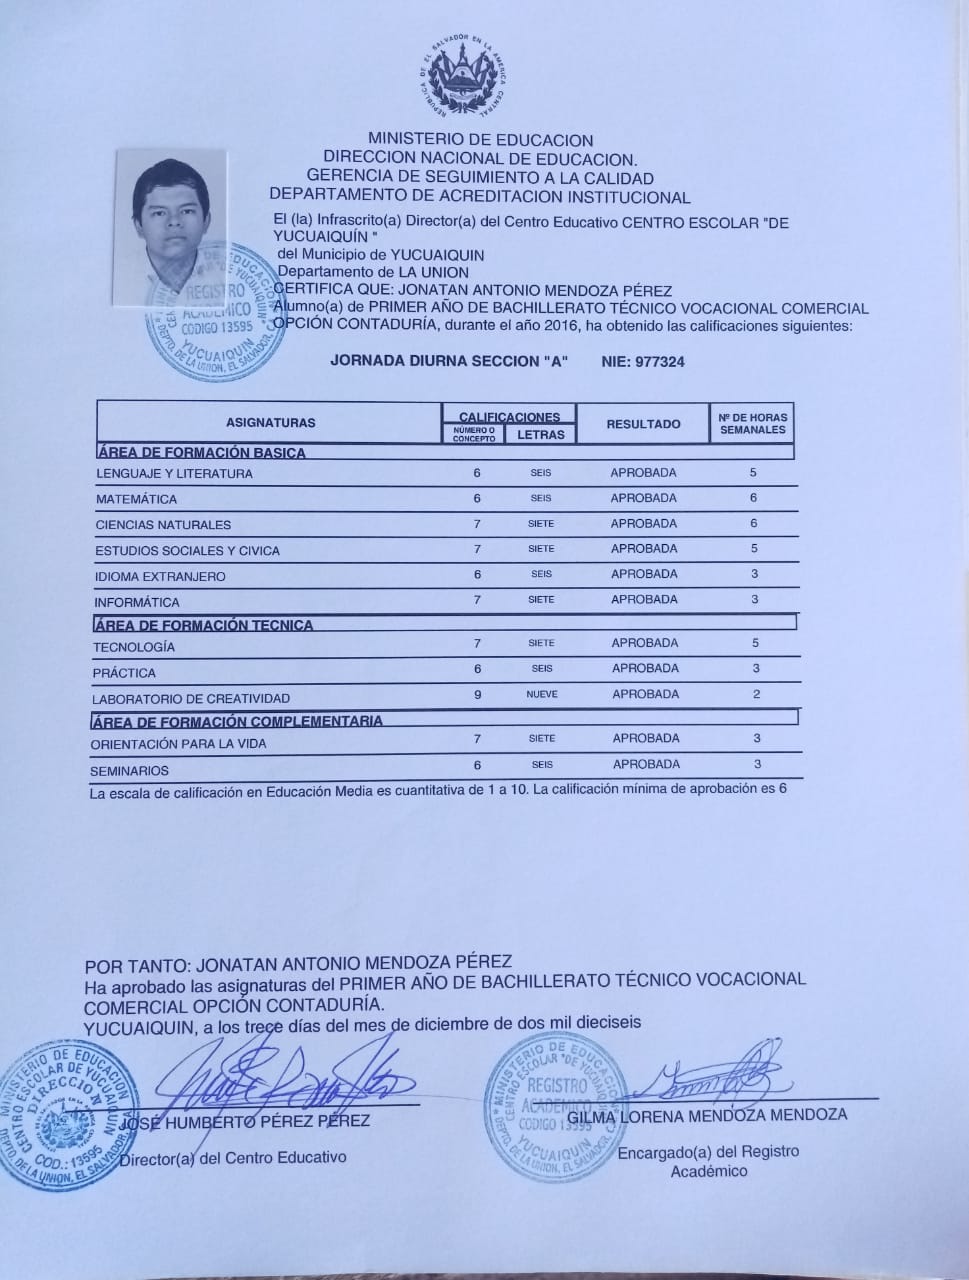 REPUBLICA DE EL SALVADOR EN LA AMERICA CENTRAL
MINISTERIO DE EDUCACION
DIRECCION NACIONAL DE EDUCACION.
GERENCIA DE SEGUIMIENTO A LA CALIDAD
DEPARTAMENTO DE ACREDITACION INSTITUCIONAL
El (la) Infrascrito(a) Director(a) del Centro Educativo CENTRO ESCOLAR "DE
YUCUAIQUÍN "
del Municipio de YUCUAIQUIN
Departamento de LA UNION
CERTIFICA QUE: JONATAN ANTONIO MENDOZA PÉREZ
Alumno(a) de PRIMER AÑO DE BACHILLERATO TÉCNICO VOCACIONAL COMERCIAL
OPCIÓN CONTADURÍA, durante el año 2016, ha obtenido las calificaciones siguientes:
REGISTRO
ACADEMICO
CODIGO 13595
YUCUAIQUIN
DEPTO. DE LA UNION, EL SALVADOR,
JORNADA DIURNA SECCION "A" NIE: 977324
ASIGNATURAS CALIFICACIONES RESULTADO Nº DE HORAS SEMANALES
NÚMERO O CONCEPTO LETRAS
ÁREA DE FORMACIÓN BASICA
LENGUAJE Y LITERATURA 6 SEIS APROBADA 5
MATEMÁTICA 6 SEIS APROBADA 6
CIENCIAS NATURALES 7 SIETE APROBADA 6
ESTUDIOS SOCIALES Y CIVICA 7 SIETE APROBADA 5
IDIOMA EXTRANJERO 6 SEIS APROBADA 3
INFORMÁTICA 7 SIETE APROBADA 3
ÁREA DE FORMACIÓN TECNICA
TECNOLOGÍA 7 SIETE APROBADA 5
PRÁCTICA 6 SEIS APROBADA 3
LABORATORIO DE CREATIVIDAD 9 NUEVE APROBADA 2
ÁREA DE FORMACIÓN COMPLEMENTARIA
ORIENTACIÓN PARA LA VIDA 7 SIETE APROBADA 3
SEMINARIOS 6 SEIS APROBADA 3
La escala de calificación en Educación Media es cuantitativa de 1 a 10. La calificación mínima de aprobación es 6
POR TANTO: JONATAN ANTONIO MENDOZA PÉREZ
Ha aprobado las asignaturas del PRIMER AÑO DE BACHILLERATO TÉCNICO VOCACIONAL
COMERCIAL OPCIÓN CONTADURÍA.
YUCUAIQUIN, a los trece días del mes de diciembre de dos mil dieciseis
MINISTERIO DE EDUCACION
CENTRO ESCOLAR DE YUCUAIQUIN
DIRECCION
COD.: 13595
DEPTO. DE LA UNION, EL SALVADOR,
JOSÉ HUMBERTO PÉREZ PÉREZ
Director(a) del Centro Educativo
MINISTERIO DE EDUCACION
CENTRO ESCOLAR "DE YUCUAIQUIN
REGISTRO
ACADEMICO
CODIGO 13595
YUCUAIQUIN
DEPTO. DE LA UNION, EL SALVADOR,
GILMA LORENA MENDOZA MENDOZA
Encargado(a) del Registro
Académico